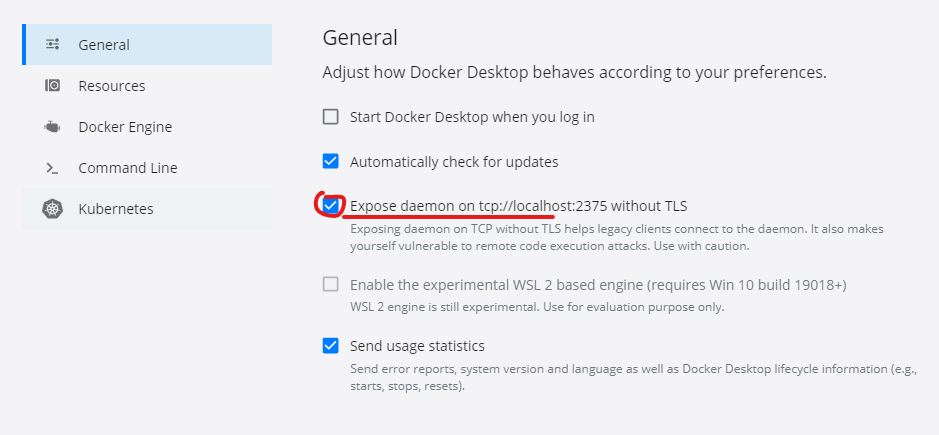 General
Resources
Docker Engine
Command Line
Kubernetes
General
Adjust how Docker Desktop behaves according to your preferences.
Start Docker Desktop when you log in
Automatically check for updates
Expose daemon on tcp://localhost:2375 without TLS
Exposing daemon on TCP without TLS helps legacy clients connect to the daemon. It also makes
yourself vulnerable to remote code execution attacks. Use with caution.
Enable the experimental WSL 2 based engine (requires Win 10 build 19018+)
WSL 2 engine is still experimental. Use for evaluation purpose only.
Send usage statistics
Send error reports, system version and language as well as Docker Desktop lifecycle information (e.g.,
starts, stops, resets).